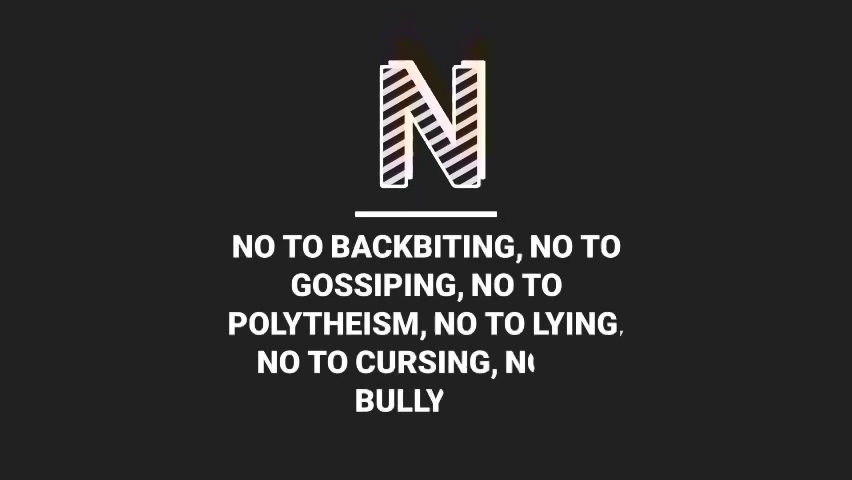 N
NO TO BACKBITING, NO TO
GOSSIPING, NO TO
POLYTHEISM, NO TO LYING,
NO TO CURSING,